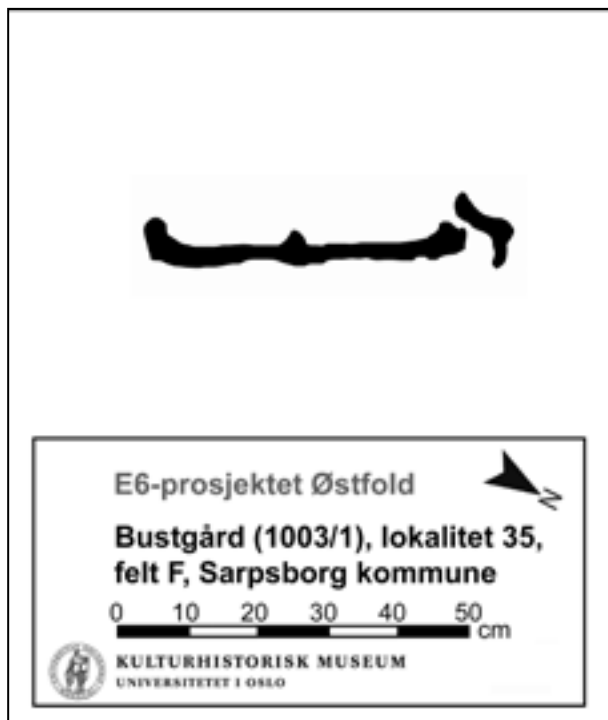 E6-prosjektet Østfold
N
Bustgård (1003/1), lokalitet 35,
felt F, Sarpsborg kommune
0 10 20 30 40 50
cm
KULTURHISTORISK MUSEUM
UNIVERSITETET I OSLO